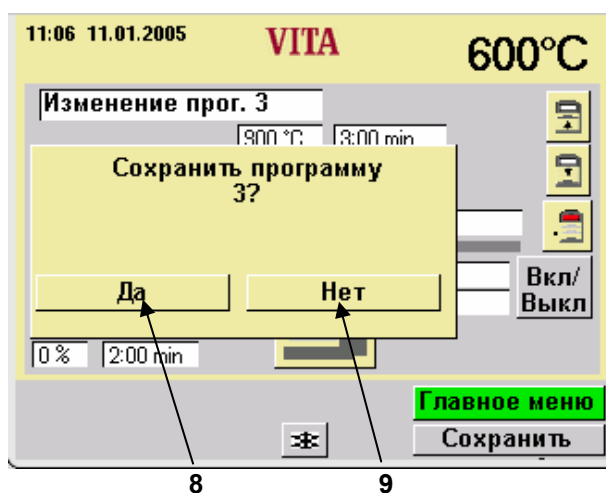 11:06 11.01.2005 VITA 600°C
Изменение прог. 3
900 °C 3:00 min
Сохранить программу
3?
Да Нет
Вкл/
Выкл
0 % 2:00 min
Главное меню
Сохранить
8 9